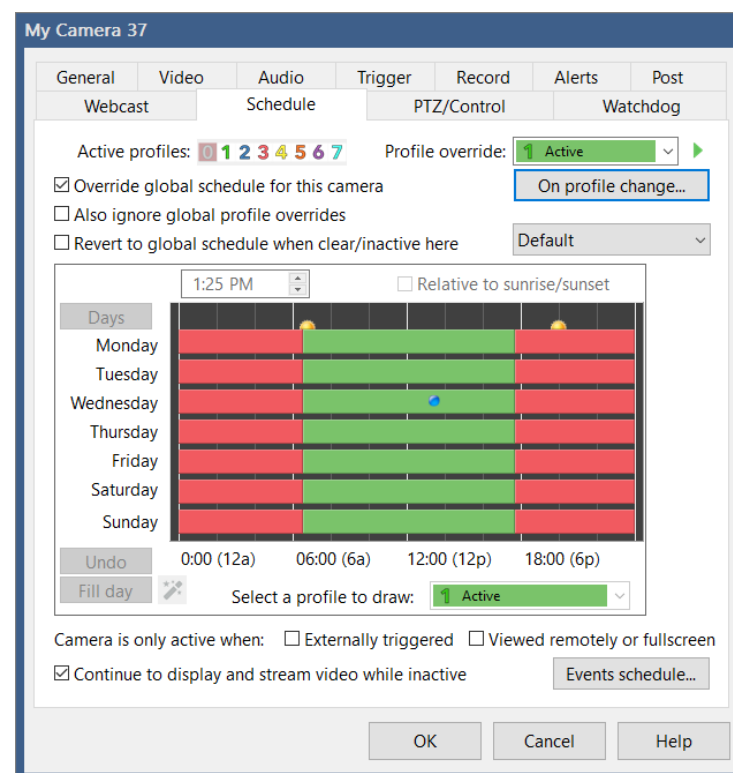 My Camera 37
General Video Audio Trigger Record Alerts Post
Webcast Schedule PTZ/Control Watchdog
Active profiles: 0 1 2 3 4 5 6 7 Profile override: 1 Active
Override global schedule for this camera On profile change...
Also ignore global profile overrides
Revert to global schedule when clear/inactive here Default
1:25 PM Relative to sunrise/sunset
Days
Monday
Tuesday
Wednesday
Thursday
Friday
Saturday
Sunday
Undo 0:00 (12a) 06:00 (6a) 12:00 (12p) 18:00 (6p)
Fill day Select a profile to draw: 1 Active
Camera is only active when: Externally triggered Viewed remotely or fullscreen
Continue to display and stream video while inactive Events schedule...
OK Cancel Help